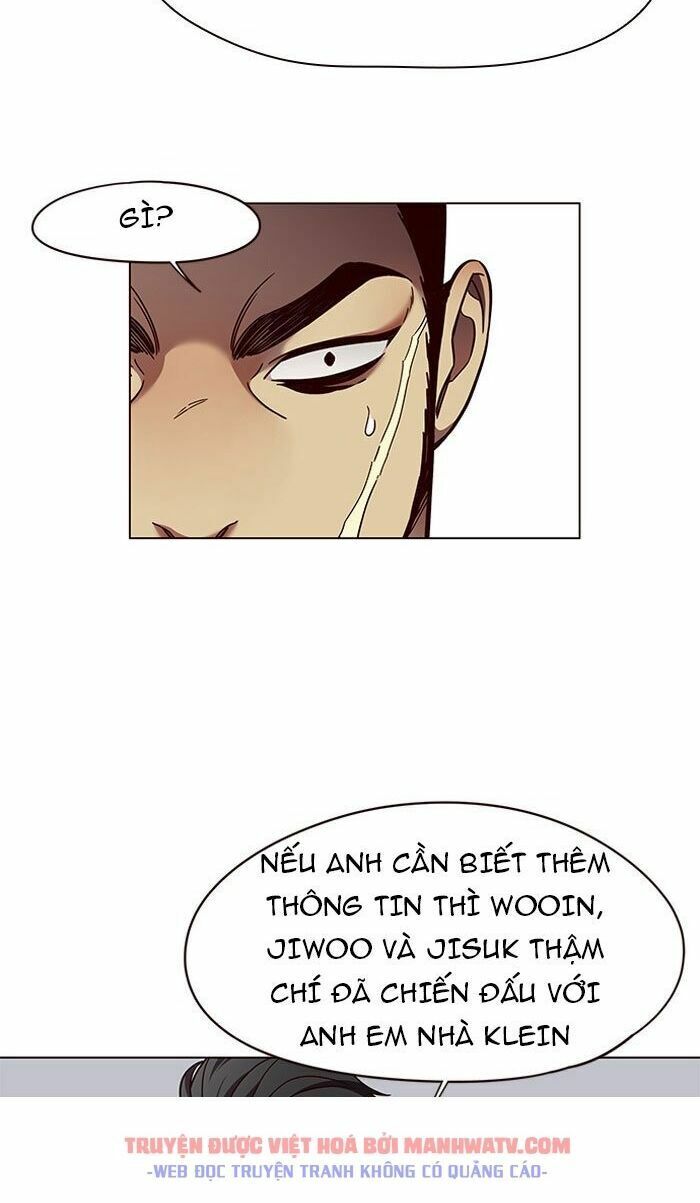 GÌ?
NẾU ANH CẦN BIẾT THÊM
THÔNG TIN THÌ WOOIN,
JIWOO VÀ JISUK THẬM
CHÍ ĐÃ CHIẾN ĐẤU VỚI
ANH EM NHÀ KLEIN
TRUYỆN ĐƯỢC VIỆT HOÁ BỞI MANHWATV.COM
-WEB ĐỌC TRUYỆN TRANH KHÔNG CÓ QUẢNG CÁO-